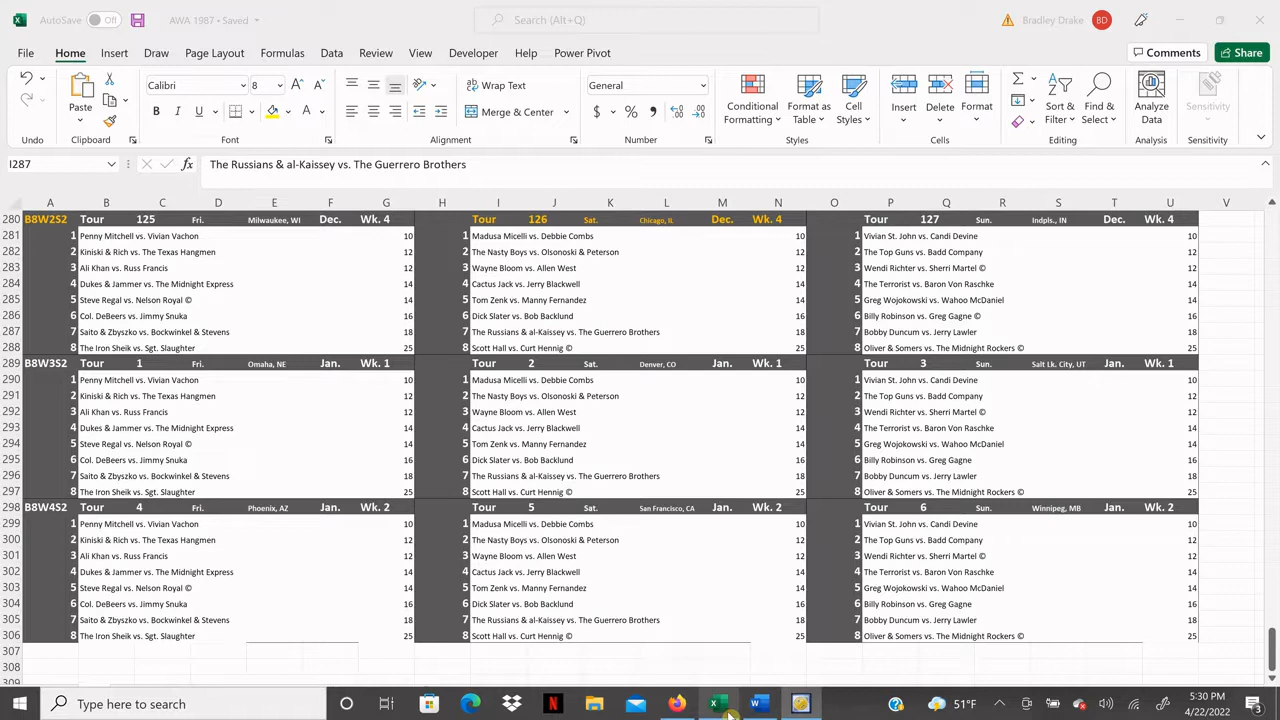 AutoSave Off AWA 1987 • Saved Search (Alt+Q) Bradley Drake BD
File Home Insert Draw Page Layout Formulas Data Review View Developer Help Power Pivot Comments Share
Paste Calibri 8 Wrap Text General Conditional Formatting Format as Table Cell Styles Insert Delete Format Sort & Filter Find & Select Analyze Data Sensitivity
B I U Merge & Center $ %
Undo Clipboard Font Alignment Number Styles Cells Editing Analysis Sensitivity
I287 fx The Russians & al-Kaissey vs. The Guerrero Brothers
A B C D E F G H I J K L M N O P Q R S T U V
280 B8W2S2 Tour 125 Fri. Milwaukee, WI Dec. Wk. 4 Tour 126 Sat. Chicago, IL Dec. Wk. 4 Tour 127 Sun. Indpls., IN Dec. Wk. 4
281 1 Penny Mitchell vs. Vivian Vachon 10 1 Madusa Micelli vs. Debbie Combs 10 1 Vivian St. John vs. Candi Devine 10
282 2 Kiniski & Rich vs. The Texas Hangmen 12 2 The Nasty Boys vs. Olsonoski & Peterson 12 2 The Top Guns vs. Badd Company 12
283 3 Ali Khan vs. Russ Francis 12 3 Wayne Bloom vs. Allen West 12 3 Wendi Richter vs. Sherri Martel © 12
284 4 Dukes & Jammer vs. The Midnight Express 14 4 Cactus Jack vs. Jerry Blackwell 14 4 The Terrorist vs. Baron Von Raschke 14
285 5 Steve Regal vs. Nelson Royal © 14 5 Tom Zenk vs. Manny Fernandez 14 5 Greg Wojokowski vs. Wahoo McDaniel 14
286 6 Col. DeBeers vs. Jimmy Snuka 16 6 Dick Slater vs. Bob Backlund 16 6 Billy Robinson vs. Greg Gagne © 16
287 7 Saito & Zbyszko vs. Bockwinkel & Stevens 18 7 The Russians & al-Kaissey vs. The Guerrero Brothers 18 7 Bobby Duncum vs. Jerry Lawler 18
288 8 The Iron Sheik vs. Sgt. Slaughter 25 8 Scott Hall vs. Curt Hennig © 25 8 Oliver & Somers vs. The Midnight Rockers © 25
289 B8W3S2 Tour 1 Fri. Omaha, NE Jan. Wk. 1 Tour 2 Sat. Denver, CO Jan. Wk. 1 Tour 3 Sun. Salt Lk. City, UT Jan. Wk. 1
290 1 Penny Mitchell vs. Vivian Vachon 10 1 Madusa Micelli vs. Debbie Combs 10 1 Vivian St. John vs. Candi Devine 10
291 2 Kiniski & Rich vs. The Texas Hangmen 12 2 The Nasty Boys vs. Olsonoski & Peterson 12 2 The Top Guns vs. Badd Company 12
292 3 Ali Khan vs. Russ Francis 12 3 Wayne Bloom vs. Allen West 12 3 Wendi Richter vs. Sherri Martel © 12
293 4 Dukes & Jammer vs. The Midnight Express 14 4 Cactus Jack vs. Jerry Blackwell 14 4 The Terrorist vs. Baron Von Raschke 14
294 5 Steve Regal vs. Nelson Royal © 14 5 Tom Zenk vs. Manny Fernandez 14 5 Greg Wojokowski vs. Wahoo McDaniel 14
295 6 Col. DeBeers vs. Jimmy Snuka 16 6 Dick Slater vs. Bob Backlund 16 6 Billy Robinson vs. Greg Gagne 16
296 7 Saito & Zbyszko vs. Bockwinkel & Stevens 18 7 The Russians & al-Kaissey vs. The Guerrero Brothers 18 7 Bobby Duncum vs. Jerry Lawler 18
297 8 The Iron Sheik vs. Sgt. Slaughter 25 8 Scott Hall vs. Curt Hennig © 25 8 Oliver & Somers vs. The Midnight Rockers © 25
298 B8W4S2 Tour 4 Fri. Phoenix, AZ Jan. Wk. 2 Tour 5 Sat. San Francisco, CA Jan. Wk. 2 Tour 6 Sun. Winnipeg, MB Jan. Wk. 2
299 1 Penny Mitchell vs. Vivian Vachon 10 1 Madusa Micelli vs. Debbie Combs 10 1 Vivian St. John vs. Candi Devine 10
300 2 Kiniski & Rich vs. The Texas Hangmen 12 2 The Nasty Boys vs. Olsonoski & Peterson 12 2 The Top Guns vs. Badd Company 12
301 3 Ali Khan vs. Russ Francis 12 3 Wayne Bloom vs. Allen West 12 3 Wendi Richter vs. Sherri Martel © 12
302 4 Dukes & Jammer vs. The Midnight Express 14 4 Cactus Jack vs. Jerry Blackwell 14 4 The Terrorist vs. Baron Von Raschke 14
303 5 Steve Regal vs. Nelson Royal © 14 5 Tom Zenk vs. Manny Fernandez 14 5 Greg Wojokowski vs. Wahoo McDaniel 14
304 6 Col. DeBeers vs. Jimmy Snuka 16 6 Dick Slater vs. Bob Backlund 16 6 Billy Robinson vs. Greg Gagne 16
305 7 Saito & Zbyszko vs. Bockwinkel & Stevens 18 7 The Russians & al-Kaissey vs. The Guerrero Brothers 18 7 Bobby Duncum vs. Jerry Lawler 18
306 8 The Iron Sheik vs. Sgt. Slaughter 25 8 Scott Hall vs. Curt Hennig © 25 8 Oliver & Somers vs. The Midnight Rockers © 25
307
308
309
Type here to search 51°F 5:30 PM
4/22/2022 3